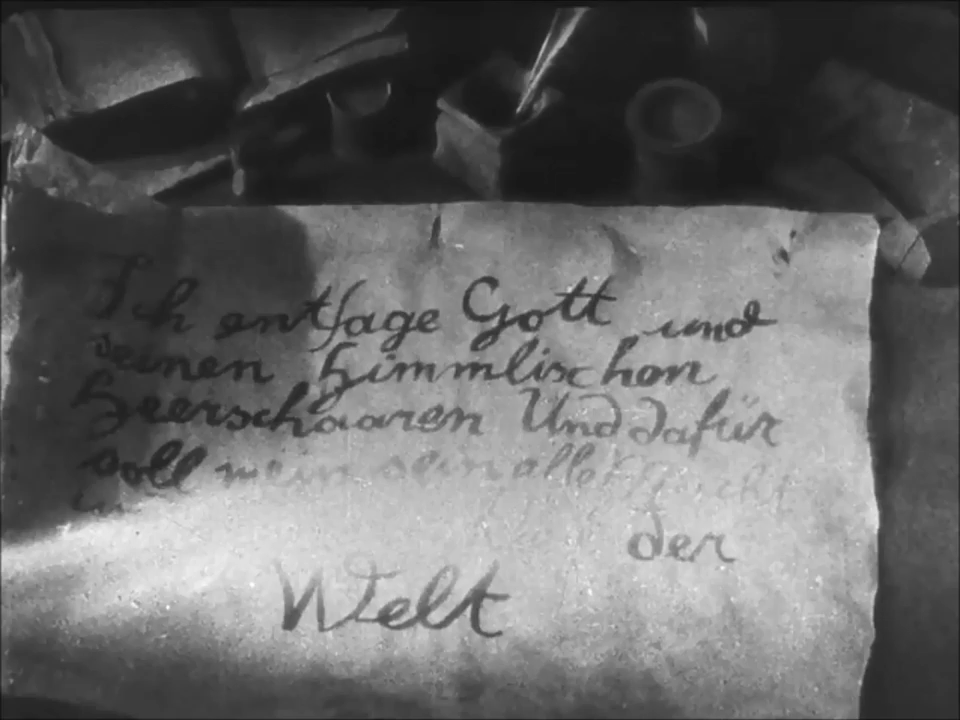 Ich entsage Gott und
seinen himmlischen
Heerschaaren Und dafür
soll mein sein alle
der
Welt